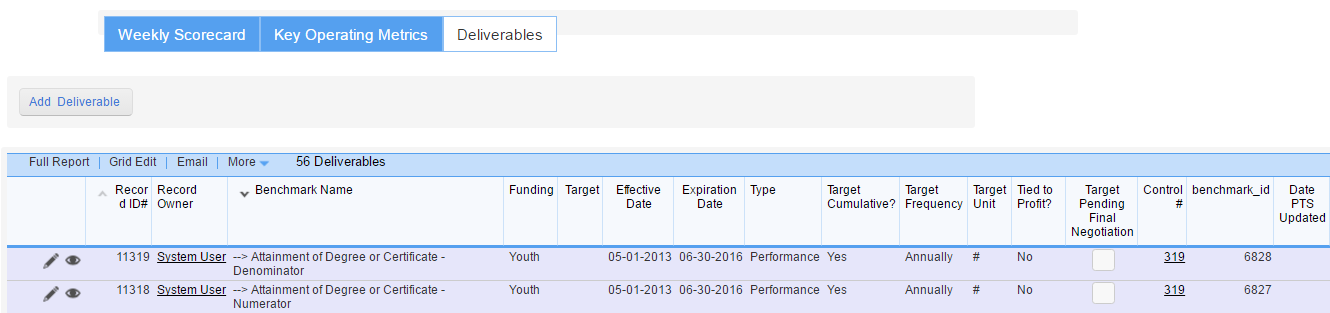 Weekly Scorecard Key Operating Metrics Deliverables
Add Deliverable
Full Report | Grid Edit | Email | More 56 Deliverables
Recor Record Benchmark Name Funding Target Effective Expiration Type Target Target Target Tied to Target Control benchmark_id Date
d ID# Owner Date Date Cumulative? Frequency Unit Profit? Pending # PTS
Final Updated
Negotiation
11319 System User --> Attainment of Degree or Certificate - Youth 05-01-2013 06-30-2016 Performance Yes Annually # No 319 6828
Denominator
11318 System User --> Attainment of Degree or Certificate - Youth 05-01-2013 06-30-2016 Performance Yes Annually # No 319 6827
Numerator